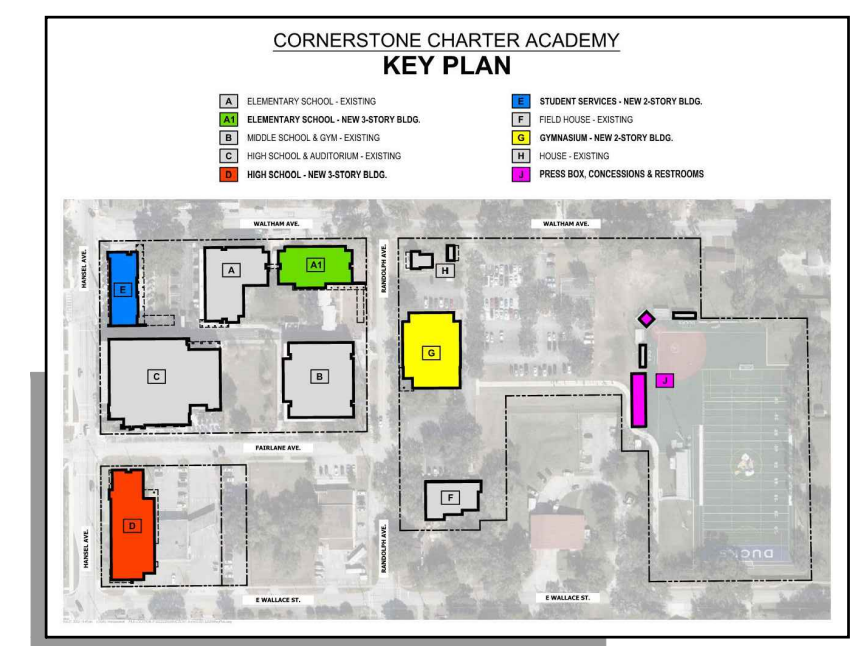 CORNERSTONE CHARTER ACADEMY
KEY PLAN
A ELEMENTARY SCHOOL - EXISTING
A1 ELEMENTARY SCHOOL - NEW 3-STORY BLDG.
B MIDDLE SCHOOL & GYM - EXISTING
C HIGH SCHOOL & AUDITORIUM - EXISTING
D HIGH SCHOOL - NEW 3-STORY BLDG.
E STUDENT SERVICES - NEW 2-STORY BLDG.
F FIELD HOUSE - EXISTING
G GYMNASIUM - NEW 2-STORY BLDG.
H HOUSE - EXISTING
J PRESS BOX, CONCESSIONS & RESTROOMS
WALTHAM AVE.
WALTHAM AVE.
HANSEL AVE.
RANDOLPH AVE.
A
A1
E
H
C
B
G
J
FAIRLANE AVE.
D
F
HANSEL AVE.
RANDOLPH AVE.
DUCKS
E WALLACE ST.
E WALLACE ST.